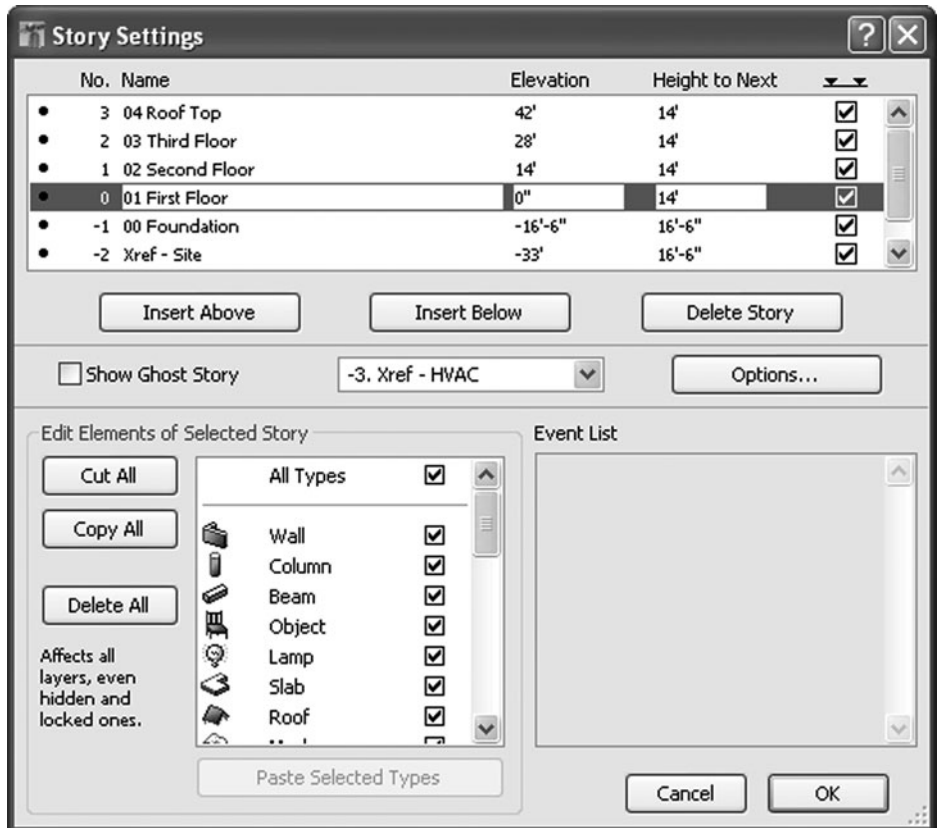 Story Settings
No. Name Elevation Height to Next
3 04 Roof Top 42' 14'
2 03 Third Floor 28' 14'
1 02 Second Floor 14' 14'
0 01 First Floor 0" 14'
-1 00 Foundation -16'-6" 16'-6"
-2 Xref - Site -33' 16'-6"
Insert Above Insert Below Delete Story
Show Ghost Story -3. Xref - HVAC Options...
Edit Elements of Selected Story
Cut All
Copy All
Delete All
Affects all
layers, even
hidden and
locked ones.
All Types
Wall
Column
Beam
Object
Lamp
Slab
Roof
Paste Selected Types
Event List
Cancel OK